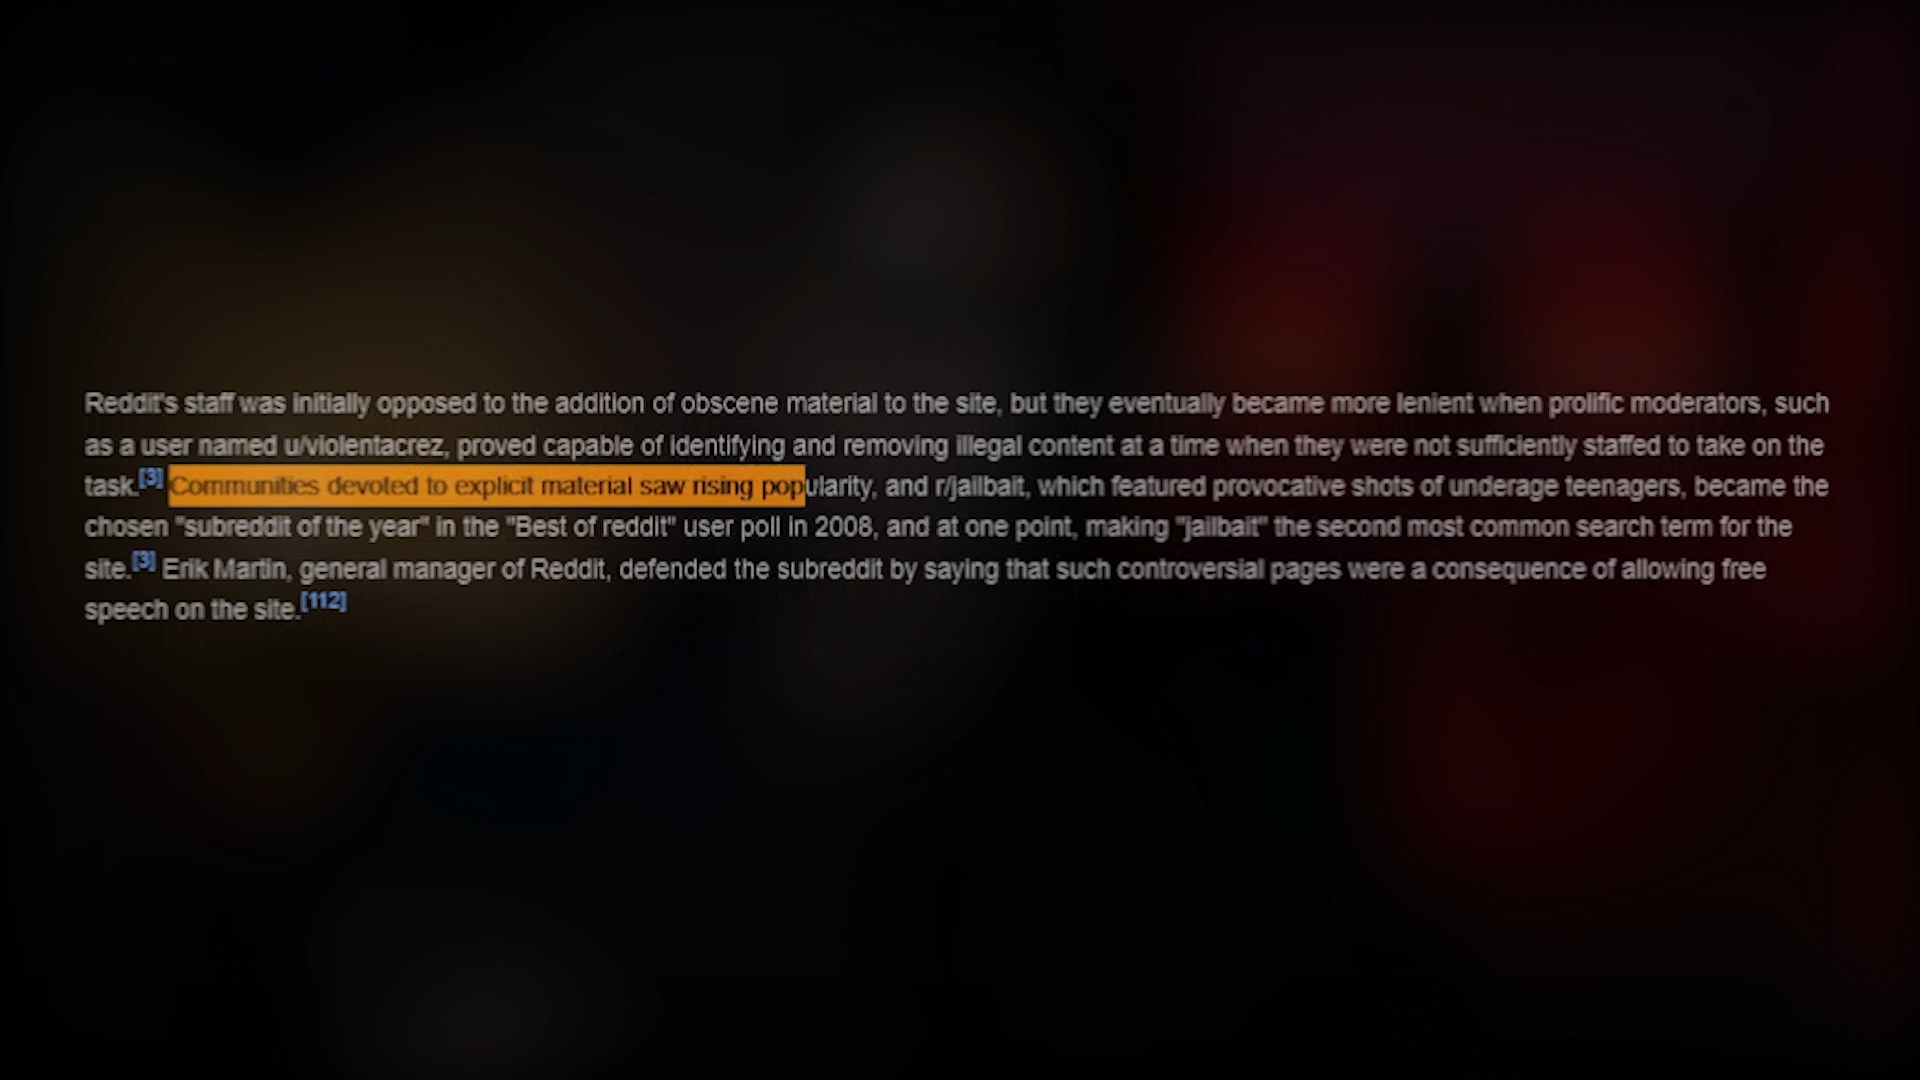 Reddit's staff was initially opposed to the addition of obscene material to the site, but they eventually became more lenient when prolific moderators, such
as a user named u/violentacrez, proved capable of identifying and removing illegal content at a time when they were not sufficiently staffed to take on the
task.[3] Communities devoted to explicit material saw rising popularity, and r/jailbait, which featured provocative shots of underage teenagers, became the
chosen "subreddit of the year" in the "Best of reddit" user poll in 2008, and at one point, making "jailbait" the second most common search term for the
site.[3] Erik Martin, general manager of Reddit, defended the subreddit by saying that such controversial pages were a consequence of allowing free
speech on the site.[112]